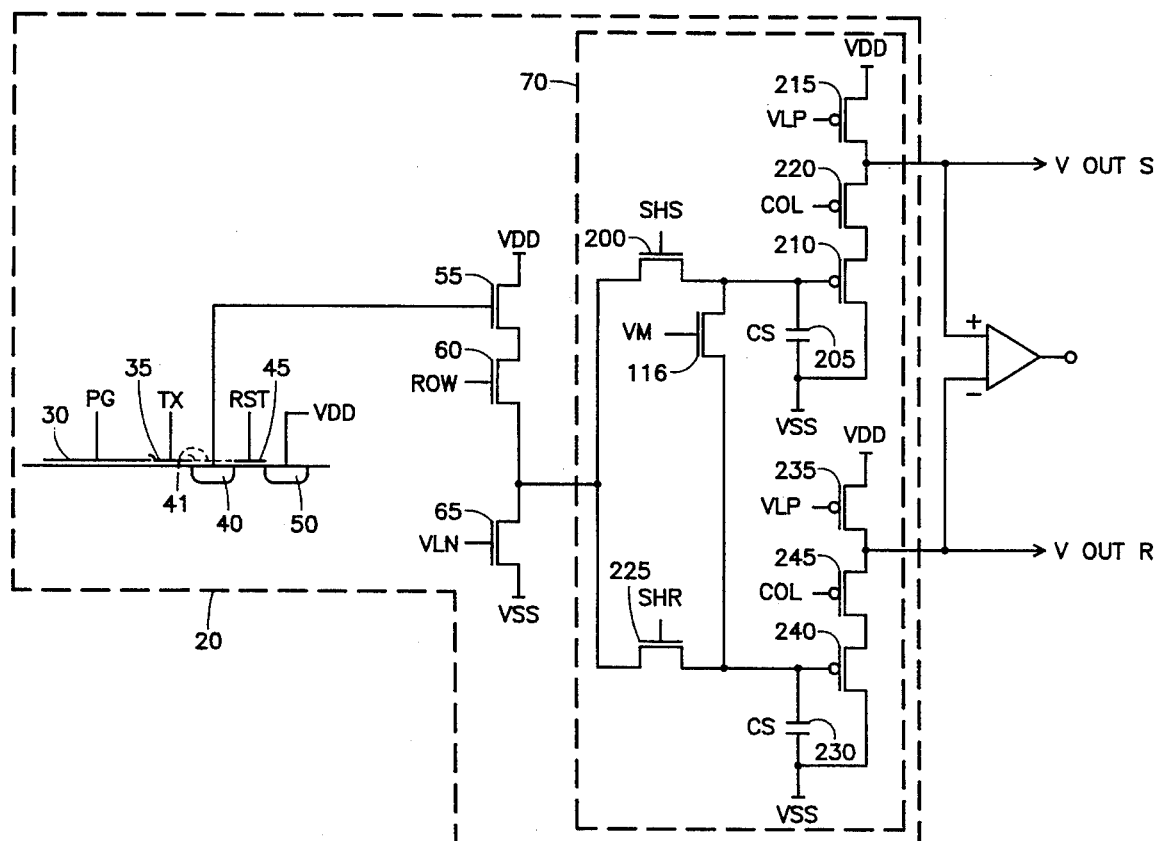 70
VDD
215
VLP
V OUT S
220
COL
SHS
200
210
VDD
55
VM
CS
205
116
+
−
60
ROW
PG
35
TX
RST
45
VDD
30
41
40
50
VSS
VDD
235
VLP
65
VLN
V OUT R
225
SHR
245
COL
VSS
20
240
CS
230
VSS